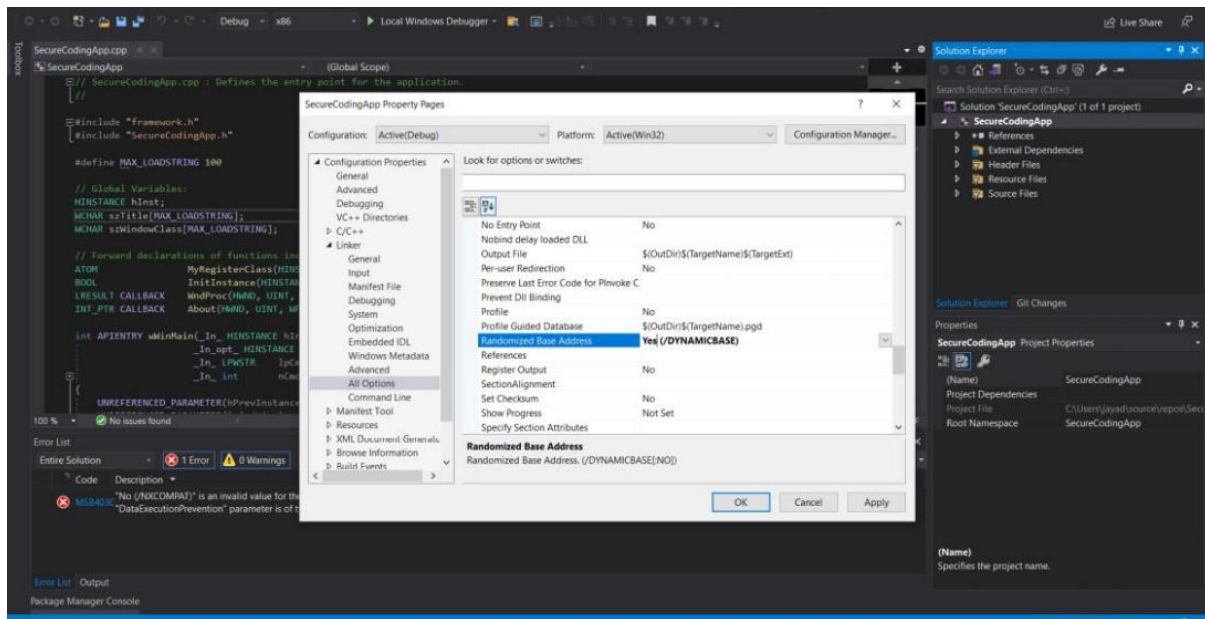 Debug x86 Local Windows Debugger Live Share
Toolbox
SecureCodingApp.cpp
SecureCodingApp (Global Scope)
// SecureCodingApp.cpp : Defines the entry point for the application.
//
#include "framework.h"
#include "SecureCodingApp.h"
#define MAX_LOADSTRING 100
// Global Variables:
HINSTANCE hInst;
WCHAR szTitle[MAX_LOADSTRING];
WCHAR szWindowClass[MAX_LOADSTRING];
// Forward declarations of functions inc
ATOM MyRegisterClass(HINS
BOOL InitInstance(HINSTAN
LRESULT CALLBACK WndProc(HWND, UINT,
INT_PTR CALLBACK About(HWND, UINT, WP
int APIENTRY wWinMain(_In_ HINSTANCE hIn
_In_opt_ HINSTANCE
_In_ LPWSTR lpCm
_In_ int nCmd
{
UNREFERENCED_PARAMETER(hPrevInstance
100 % No issues found
SecureCodingApp Property Pages ? ×
Configuration: Active(Debug) Platform: Active(Win32) Configuration Manager...
Configuration Properties
General
Advanced
Debugging
VC++ Directories
C/C++
Linker
General
Input
Manifest File
Debugging
System
Optimization
Embedded IDL
Windows Metadata
Advanced
All Options
Command Line
Manifest Tool
Resources
XML Document Generato
Browse Information
Build Events
Look for options or switches:
No Entry Point No
Nobind delay loaded DLL
Output File $(OutDir)$(TargetName)$(TargetExt)
Per-user Redirection No
Preserve Last Error Code for PInvoke C
Prevent Dll Binding
Profile No
Profile Guided Database $(OutDir)$(TargetName).pgd
Randomized Base Address Yes (/DYNAMICBASE)
References
Register Output No
SectionAlignment
Set Checksum No
Show Progress Not Set
Specify Section Attributes
Randomized Base Address
Randomized Base Address. (/DYNAMICBASE[:NO])
OK Cancel Apply
Error List
Entire Solution 1 Error 0 Warnings
Code Description
"No (/NXCOMPAT)" is an invalid value for the
"DataExecutionPrevention" parameter is of t
Error List Output
Package Manager Console
Solution Explorer
Search Solution Explorer (Ctrl+;)
Solution 'SecureCodingApp' (1 of 1 project)
SecureCodingApp
References
External Dependencies
Header Files
Resource Files
Source Files
Solution Explorer Git Changes
Properties
SecureCodingApp Project Properties
(Name) SecureCodingApp
Project Dependencies
Project File C:\Users\jayad\source\repos\Secu
Root Namespace SecureCodingApp
(Name)
Specifies the project name.